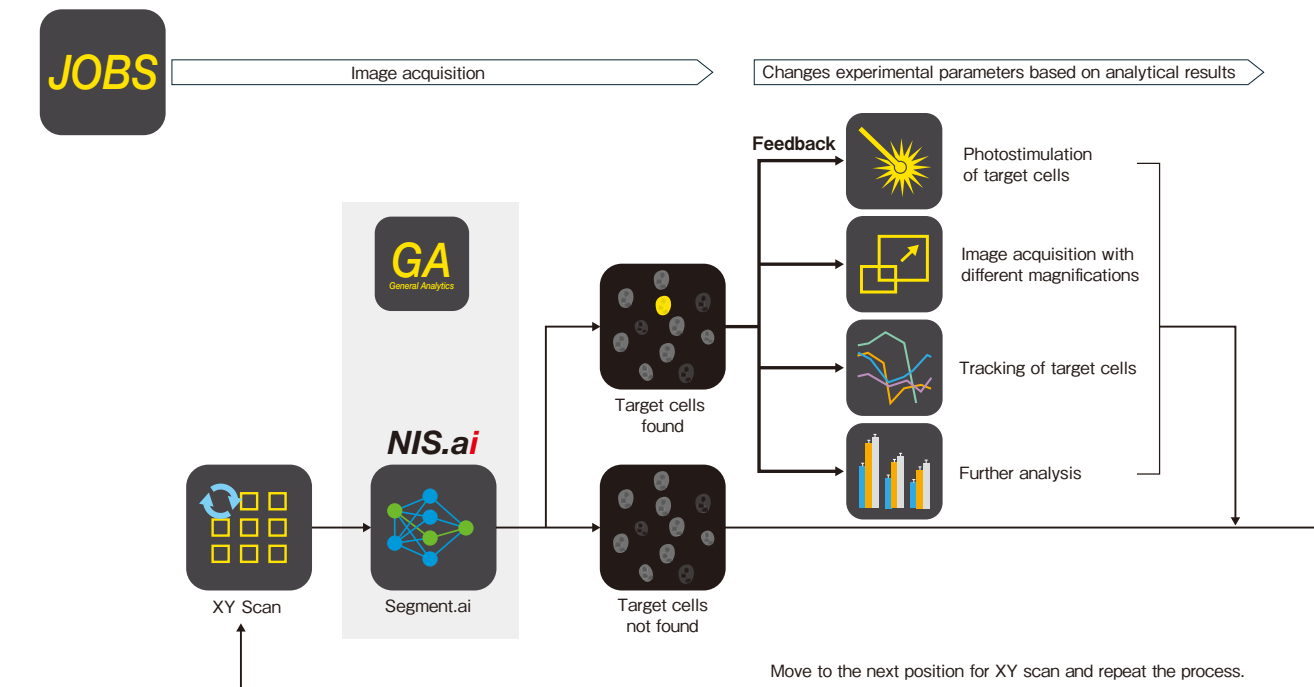 JOBS
Image acquisition
Changes experimental parameters based on analytical results
Feedback
Photostimulation
of target cells
GA
General Analytics
Image acquisition with
different magnifications
Tracking of target cells
Target cells
found
NIS.ai
Further analysis
XY Scan
Segment.ai
Target cells
not found
Move to the next position for XY scan and repeat the process.